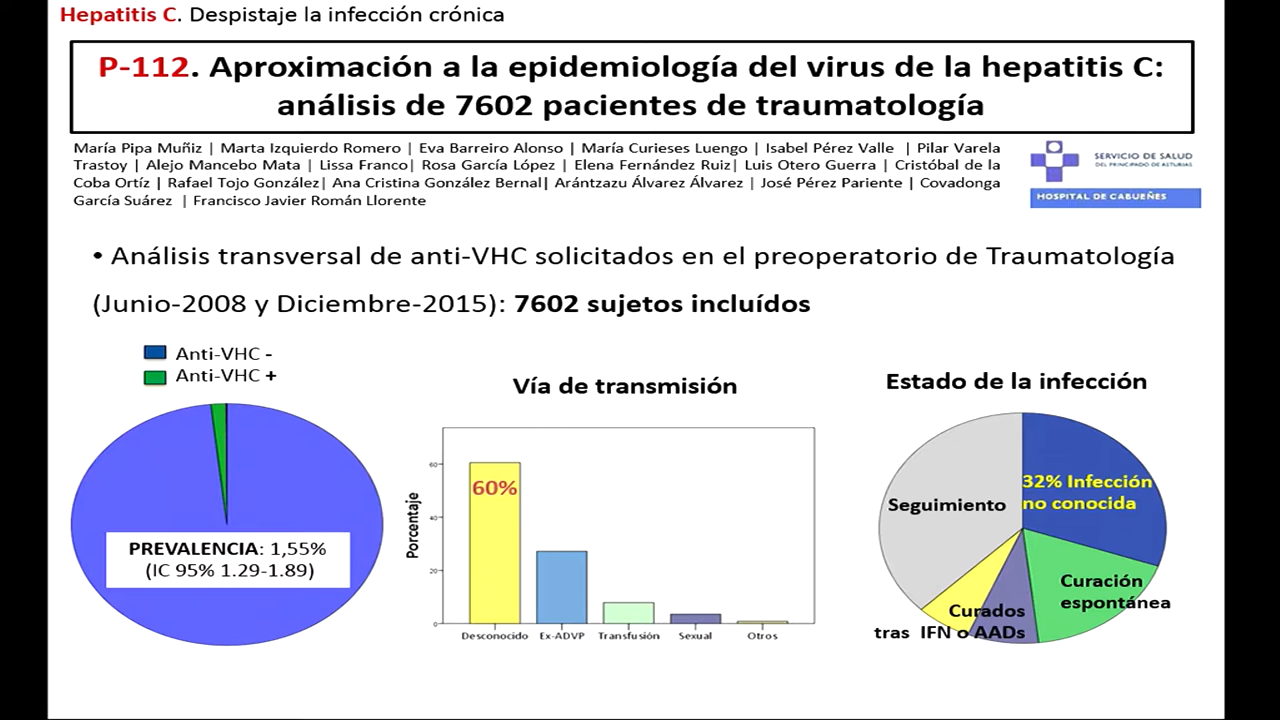 Hepatitis C. Despistaje la infección crónica
P-112. Aproximación a la epidemiología del virus de la hepatitis C:
análisis de 7602 pacientes de traumatología
María Pipa Muñiz | Marta Izquierdo Romero | Eva Barreiro Alonso | María Curieses Luengo | Isabel Pérez Valle | Pilar Varela
Trastoy | Alejo Mancebo Mata | Lissa Franco| Rosa García López | Elena Fernández Ruiz| Luis Otero Guerra | Cristóbal de la
Coba Ortíz | Rafael Tojo González| Ana Cristina González Bernal| Arántzazu Álvarez Álvarez | José Pérez Pariente | Covadonga
García Suárez | Francisco Javier Román Llorente
SERVICIO DE SALUD
DEL PRINCIPADO DE ASTURIAS
HOSPITAL DE CABUEÑES
• Análisis transversal de anti-VHC solicitados en el preoperatorio de Traumatología
(Junio-2008 y Diciembre-2015): 7602 sujetos incluídos
Anti-VHC -
Anti-VHC +
PREVALENCIA: 1,55%
(IC 95% 1.29-1.89)
Vía de transmisión
Porcentaje
60
40
20
0
60%
Desconocido Ex-ADVP Transfusión Sexual Otros
Estado de la infección
32% Infección
no conocida
Seguimiento
Curación
espontánea
Curados
tras IFN o AADs